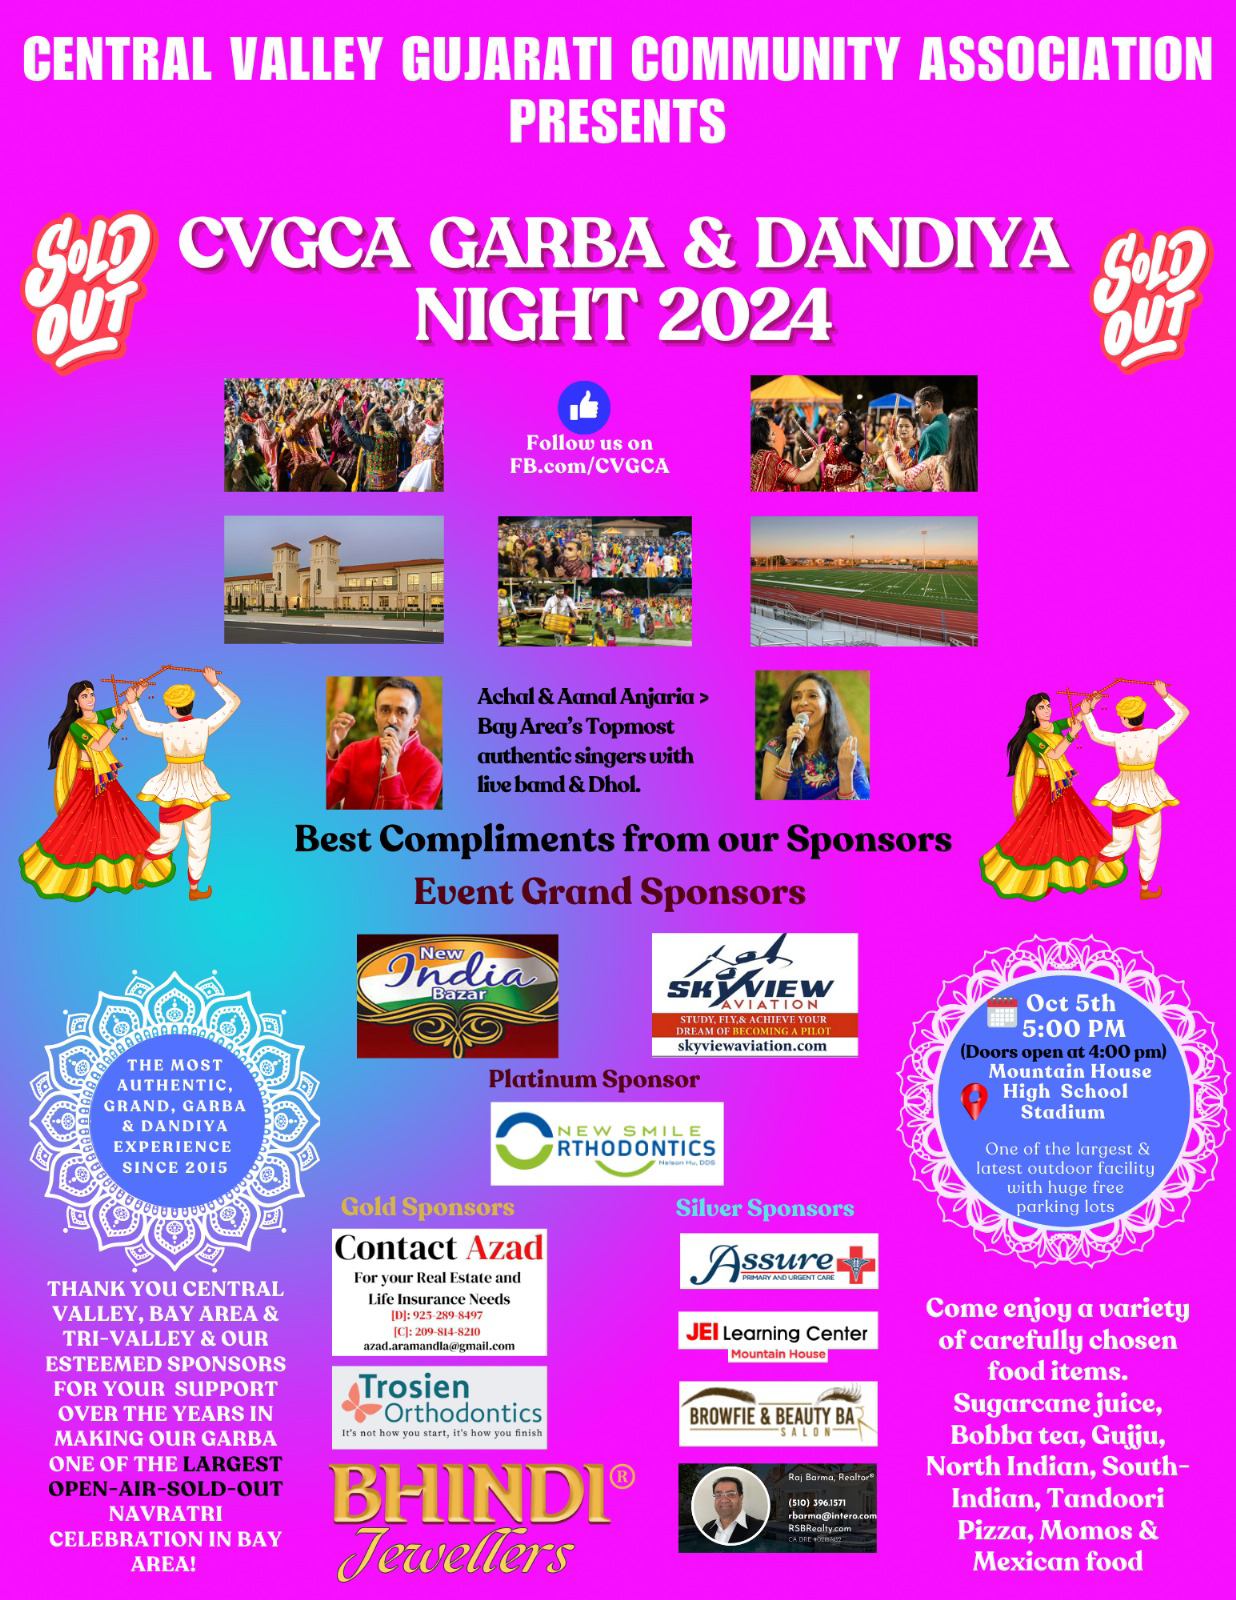 CENTRAL VALLEY GUJARATI COMMUNITY ASSOCIATION
PRESENTS
SOLD
OUT
CVGCA GARBA & DANDIYA
NIGHT 2024
SOLD
OUT
Follow us on
FB.com/CVGCA
Achal & Aanal Anjaria >
Bay Area's Topmost
authentic singers with
live band & Dhol.
Best Compliments from our Sponsors
Event Grand Sponsors
New
India
Bazar
SKYVIEW
AVIATION
STUDY, FLY,& ACHIEVE YOUR
DREAM OF BECOMING A PILOT
skyviewaviation.com
Platinum Sponsor
NEW SMILE
ORTHODONTICS
Nelson Hu, DDS
Gold Sponsors
Contact Azad
For your Real Estate and
Life Insurance Needs
[D]: 925-289-8497
[C]: 209-814-8210
azad.aramandla@gmail.com
Trosien
Orthodontics
It's not how you start, it's how you finish
BHINDI®
Jewellers
Silver Sponsors
Assure
PRIMARY AND URGENT CARE
JEI Learning Center
Mountain House
BROWFIE & BEAUTY BAR
SALON
Raj Barma, Realtor®
(510) 396.1571
rbarma@intero.com
RSBRealty.com
THE MOST
AUTHENTIC,
GRAND, GARBA
& DANDIYA
EXPERIENCE
SINCE 2015
THANK YOU CENTRAL
VALLEY, BAY AREA &
TRI-VALLEY & OUR
ESTEEMED SPONSORS
FOR YOUR SUPPORT
OVER THE YEARS IN
MAKING OUR GARBA
ONE OF THE LARGEST
OPEN-AIR-SOLD-OUT
NAVRATRI
CELEBRATION IN BAY
AREA!
Oct 5th
5:00 PM
(Doors open at 4:00 pm)
Mountain House
High School
Stadium
One of the largest &
latest outdoor facility
with huge free
parking lots
Come enjoy a variety
of carefully chosen
food items.
Sugarcane juice,
Bobba tea, Gujju,
North Indian, South-
Indian, Tandoori
Pizza, Momos &
Mexican food